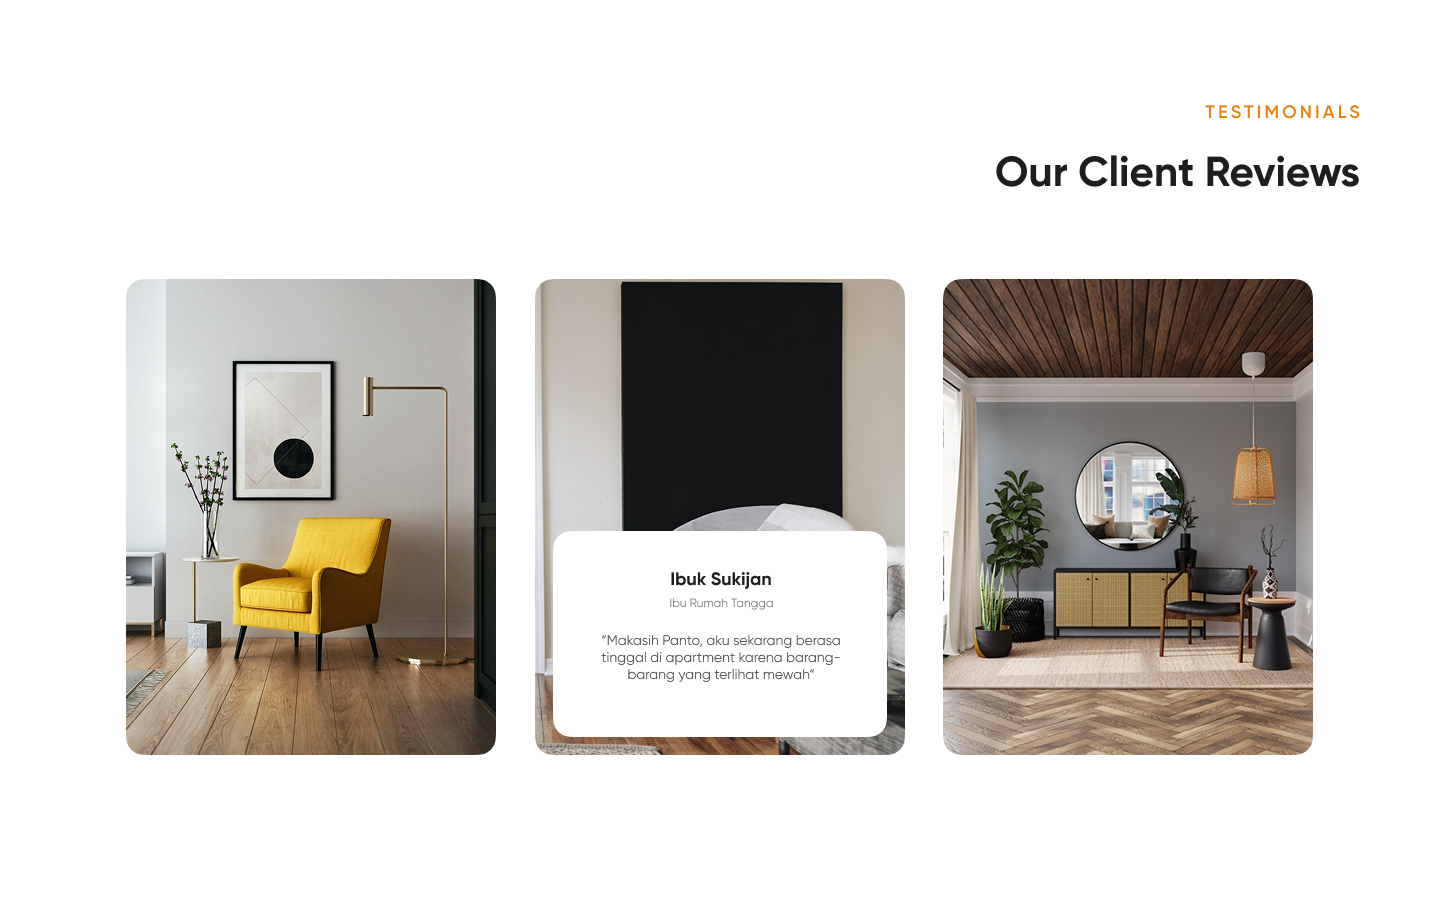 TESTIMONIALS
Our Client Reviews
Ibuk Sukijan
Ibu Rumah Tangga
“Makasih Panto, aku sekarang berasa
tinggal di apartment karena barang-
barang yang terlihat mewah“